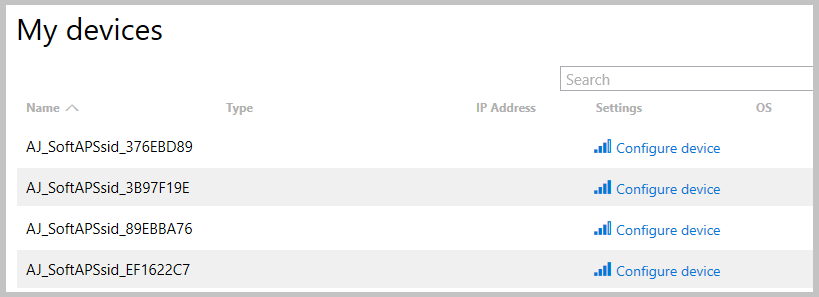 My devices
Search
Name Type IP Address Settings OS
AJ_SoftAPSsid_376EBD89 Configure device
AJ_SoftAPSsid_3B97F19E Configure device
AJ_SoftAPSsid_89EBBA76 Configure device
AJ_SoftAPSsid_EF1622C7 Configure device